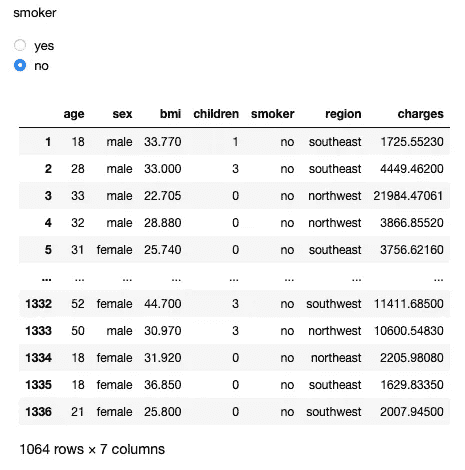 smoker
yes
no
age sex bmi children smoker region charges
1 18 male 33.770 1 no southeast 1725.55230
2 28 male 33.000 3 no southeast 4449.46200
3 33 male 22.705 0 no northwest 21984.47061
4 32 male 28.880 0 no northwest 3866.85520
5 31 female 25.740 0 no southeast 3756.62160
... ... ... ... ... ... ... ...
1332 52 female 44.700 3 no southwest 11411.68500
1333 50 male 30.970 3 no northwest 10600.54830
1334 18 female 31.920 0 no northeast 2205.98080
1335 18 female 36.850 0 no southeast 1629.83350
1336 21 female 25.800 0 no southwest 2007.94500
1064 rows × 7 columns